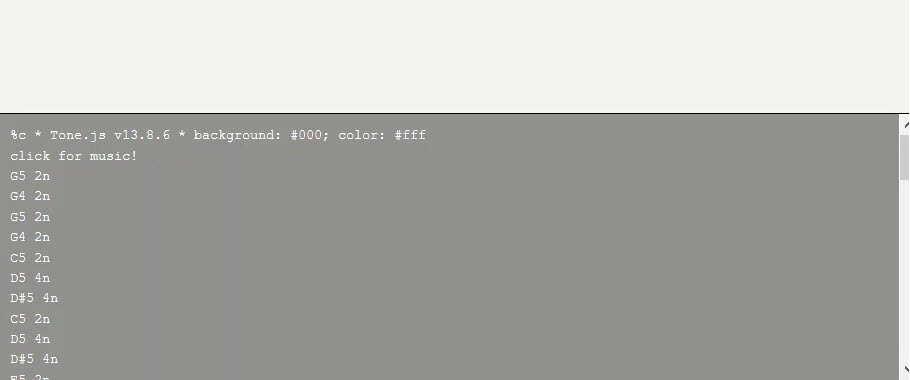 %c * Tone.js v13.8.6 * background: #000; color: #fff
click for music!
G5 2n
G4 2n
G5 2n
G4 2n
C5 2n
D5 4n
D#5 4n
C5 2n
D5 4n
D#5 4n